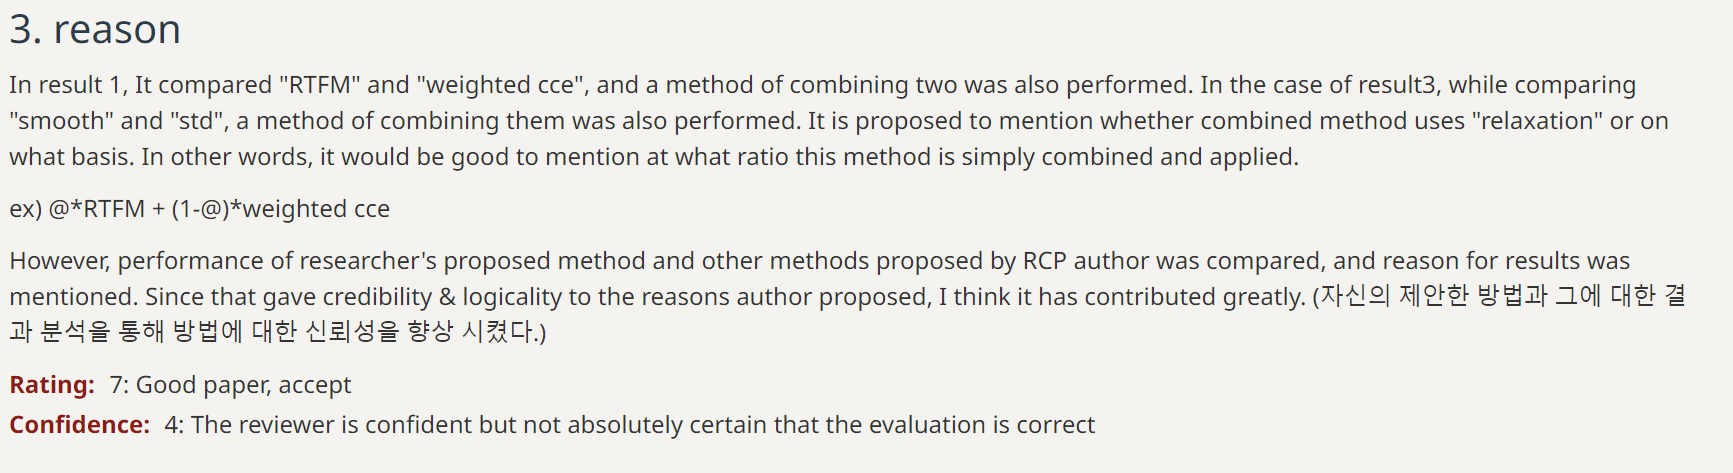 3. reason
In result 1, It compared "RTFM" and "weighted cce", and a method of combining two was also performed. In the case of result3, while comparing
"smooth" and "std", a method of combining them was also performed. It is proposed to mention whether combined method uses "relaxation" or on
what basis. In other words, it would be good to mention at what ratio this method is simply combined and applied.
ex) @*RTFM + (1-@)*weighted cce
However, performance of researcher's proposed method and other methods proposed by RCP author was compared, and reason for results was
mentioned. Since that gave credibility & logicality to the reasons author proposed, I think it has contributed greatly. (자신의 제안한 방법과 그에 대한 결
과 분석을 통해 방법에 대한 신뢰성을 향상 시켰다.)
Rating: 7: Good paper, accept
Confidence: 4: The reviewer is confident but not absolutely certain that the evaluation is correct